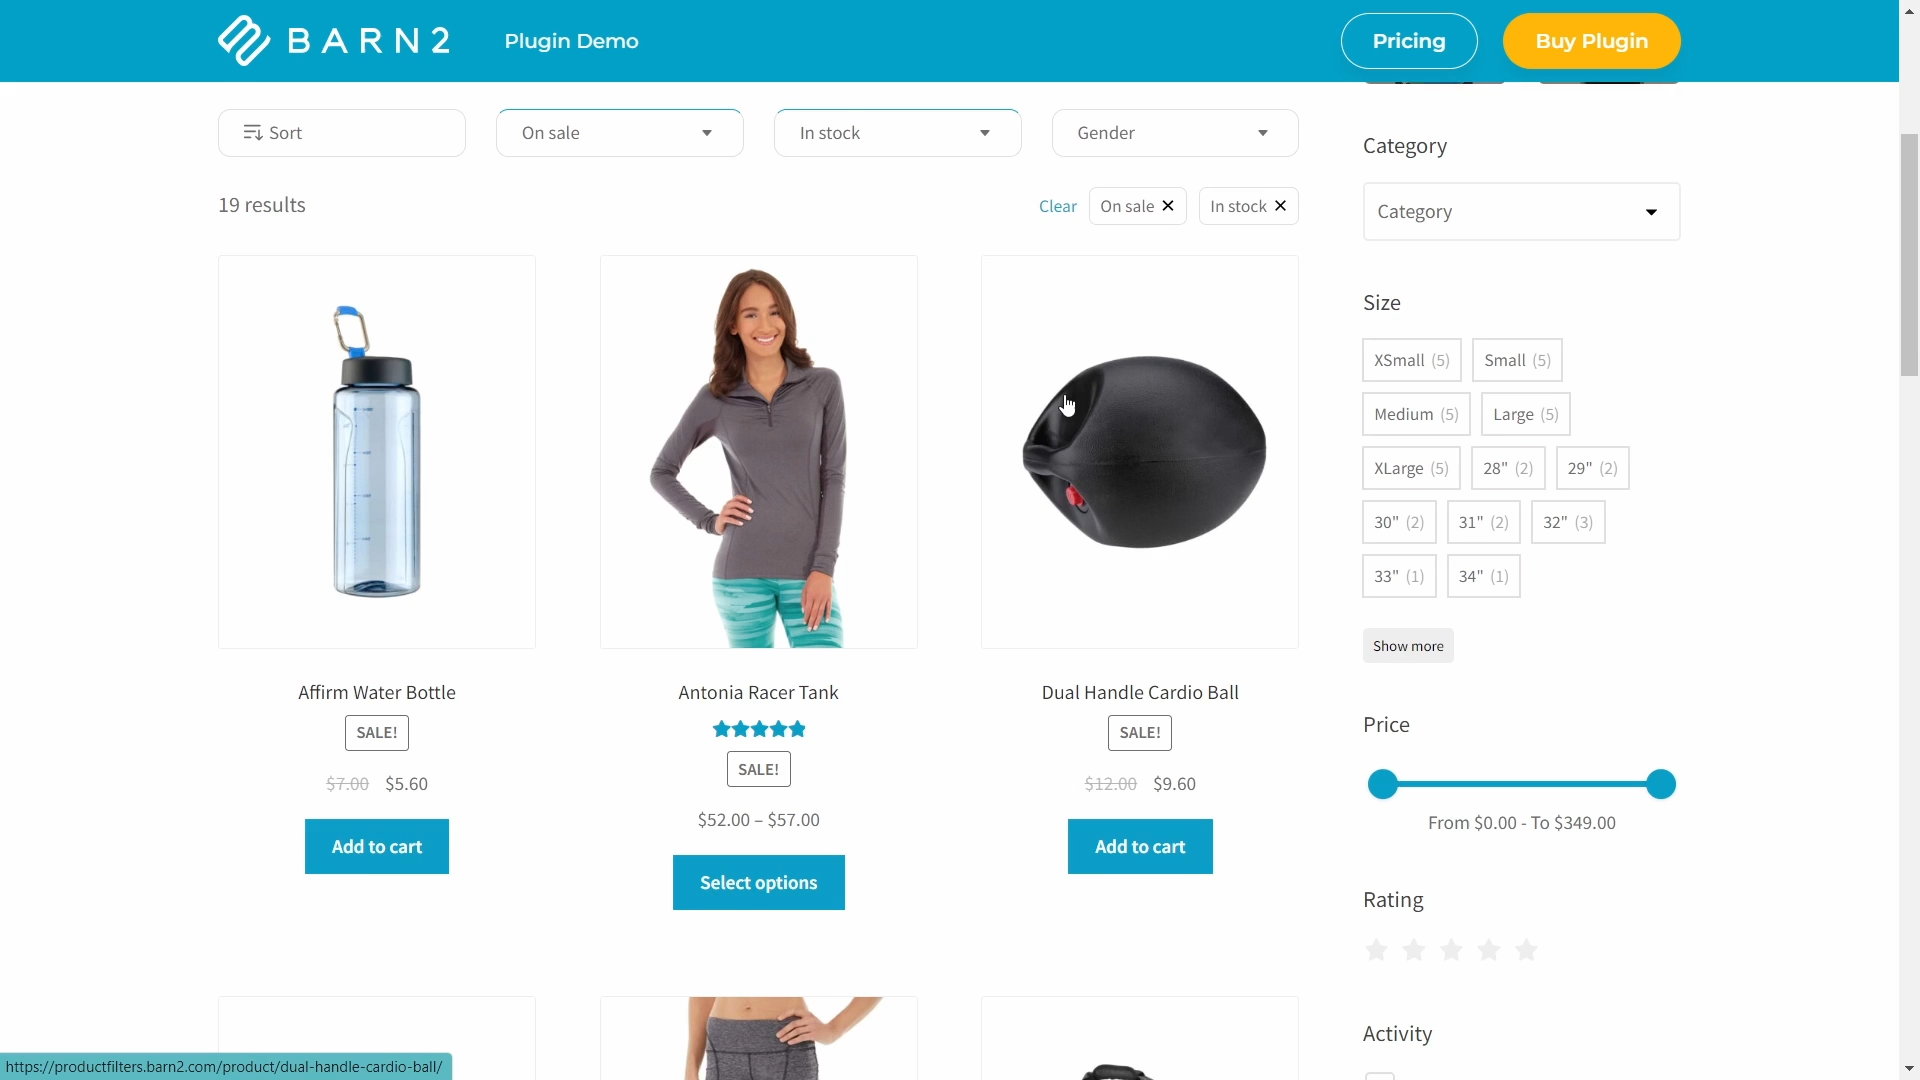 BARN2
Plugin Demo
Pricing
Buy Plugin
Sort
On sale
In stock
Gender
19 results
Clear
On sale
In stock
Affirm Water Bottle
SALE!
$7.00 $5.60
Add to cart
Antonia Racer Tank
SALE!
$52.00 – $57.00
Select options
Dual Handle Cardio Ball
SALE!
$12.00 $9.60
Add to cart
Category
Category
Size
XSmall (5)
Small (5)
Medium (5)
Large (5)
XLarge (5)
28" (2)
29" (2)
30" (2)
31" (2)
32" (3)
33" (1)
34" (1)
Show more
Price
From $0.00 - To $349.00
Rating
Activity
https://productfilters.barn2.com/product/dual-handle-cardio-ball/